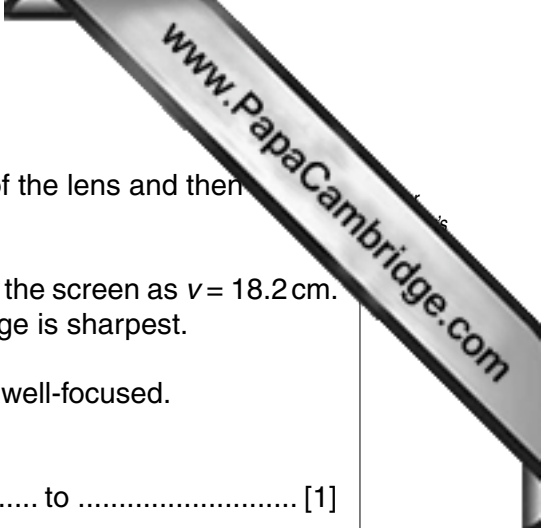 www.PapaCambridge.com
f the lens and then
the screen as v = 18.2 cm.
ge is sharpest.
well-focused.
..... to ........................... [1]